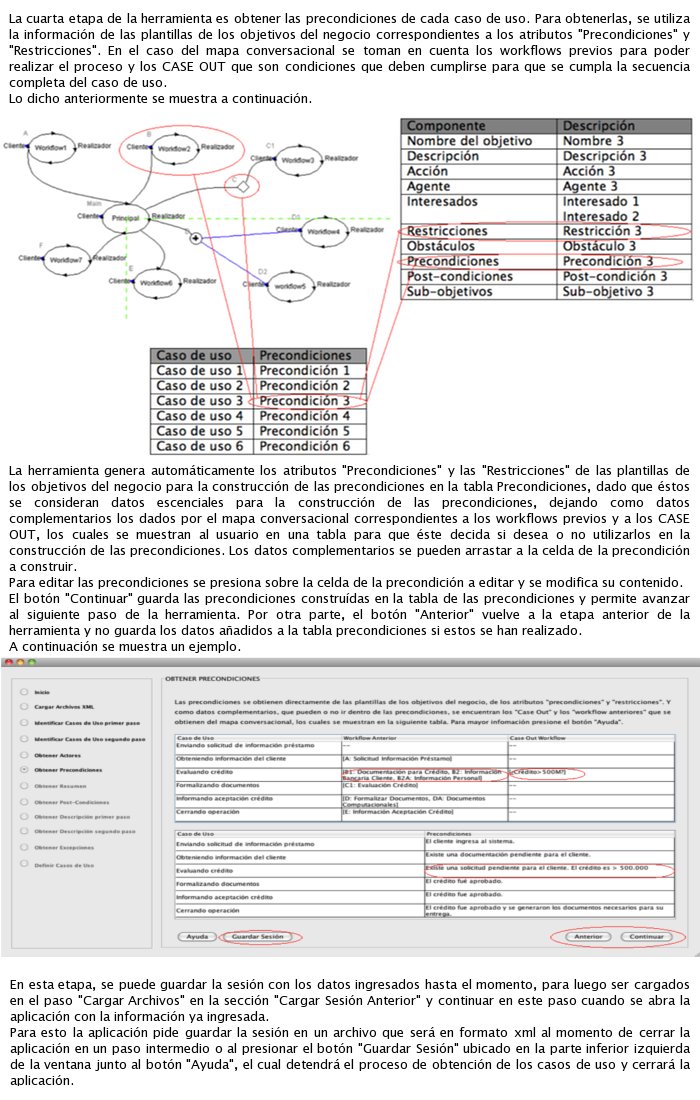 La cuarta etapa de la herramienta es obtener las precondiciones de cada caso de uso. Para obtenerlas, se utiliza
la información de las plantillas de los objetivos del negocio correspondientes a los atributos "Precondiciones" y
"Restricciones". En el caso del mapa conversacional se toman en cuenta los workflows previos para poder
realizar el proceso y los CASE OUT que son condiciones que deben cumplirse para que se cumpla la secuencia
completa del caso de uso.
Lo dicho anteriormente se muestra a continuación.
A
Cliente Workflow1 Realizador
B
Cliente Workflow2 Realizador
C1
Cliente Workflow3 Realizador
C
Main
Cliente Principal Realizador
D1
Cliente Workflow4 Realizador
F
Cliente Workflow7 Realizador
E
Cliente Workflow6 Realizador
D2
Cliente workflow5 Realizador
Componente Descripción
Nombre del objetivo Nombre 3
Descripción Descripción 3
Acción Acción 3
Agente Agente 3
Interesados Interesado 1
Interesado 2
Restricciones Restricción 3
Obstáculos Obstáculo 3
Precondiciones Precondición 3
Post-condiciones Post-condición 3
Sub-objetivos Sub-objetivo 3
Caso de uso Precondiciones
Caso de uso 1 Precondición 1
Caso de uso 2 Precondición 2
Caso de uso 3 Precondición 3
Caso de uso 4 Precondición 4
Caso de uso 5 Precondición 5
Caso de uso 6 Precondición 6
La herramienta genera automáticamente los atributos "Precondiciones" y las "Restricciones" de las plantillas de
los objetivos del negocio para la construcción de las precondiciones en la tabla Precondiciones, dado que éstos
se consideran datos escenciales para la construcción de las precondiciones, dejando como datos
complementarios los dados por el mapa conversacional correspondientes a los workflows previos y a los CASE
OUT, los cuales se muestran al usuario en una tabla para que éste decida si desea o no utilizarlos en la
construcción de las precondiciones. Los datos complementarios se pueden arrastar a la celda de la precondición
a construir.
Para editar las precondiciones se presiona sobre la celda de la precondición a editar y se modifica su contenido.
El botón "Continuar" guarda las precondiciones construídas en la tabla de las precondiciones y permite avanzar
al siguiente paso de la herramienta. Por otra parte, el botón "Anterior" vuelve a la etapa anterior de la
herramienta y no guarda los datos añadidos a la tabla precondiciones si estos se han realizado.
A continuación se muestra un ejemplo.
Inicio
Cargar Archivos XML
Identificar Casos de Uso primer paso
Identificar Casos de Uso segundo paso
Obtener Actores
Obtener Precondiciones
Obtener Resumen
Obtener Post-Condiciones
Obtener Descripción primer paso
Obtener Descripción segundo paso
Obtener Excepciones
Definir Casos de Uso
OBTENER PRECONDICIONES
Las precondiciones se obtienen directamente de las plantillas de los objetivos del negocio, de los atributos "precondiciones" y "restricciones". Y
como datos complementarios, que pueden o no ir dentro de las precondiciones, se encuentran los "Case Out" y los "workflow anteriores" que se
obtienen del mapa conversacional, los cuales se muestran en la siguiente tabla. Para mayor infomación presione el botón "Ayuda".
Caso de Uso Workflow Anterior Case Out Workflow
Enviando solicitud de información préstamo -- --
Obteniendo información del cliente [A: Solicitud Información Préstamo] --
Evaluando crédito [B1: Documentación para Crédito, B2: Información
Bancaria Cliente, B2A: Información Personal] ¿Crédito>500M?]
Formalizando documentos [C1: Evaluación Crédito] --
Informando aceptación crédito [D: Formalizar Documentos, DA: Documentos
Computacionales] --
Cerrando operación [E: Información Aceptación Crédito] --
Caso de Uso Precondiciones
Enviando solicitud de información préstamo El cliente ingresa al sistema.
Obteniendo información del cliente Existe una documentación pendiente para el cliente.
Evaluando crédito Existe una solicitud pendiente para el cliente. El crédito es > 500.000
Formalizando documentos El crédito fué aprobado.
Informando aceptación crédito El crédito fue aprobado.
Cerrando operación El crédito fue aprobado y se generaron los documentos necesarios para su
entrega.
Ayuda Guardar Sesión Anterior Continuar
En esta etapa, se puede guardar la sesión con los datos ingresados hasta el momento, para luego ser cargados
en el paso "Cargar Archivos" en la sección "Cargar Sesión Anterior" y continuar en este paso cuando se abra la
aplicación con la información ya ingresada.
Para esto la aplicación pide guardar la sesión en un archivo que será en formato xml al momento de cerrar la
aplicación en un paso intermedio o al presionar el botón "Guardar Sesión" ubicado en la parte inferior izquierda
de la ventana junto al botón "Ayuda", el cual detendrá el proceso de obtención de los casos de uso y cerrará la
aplicación.